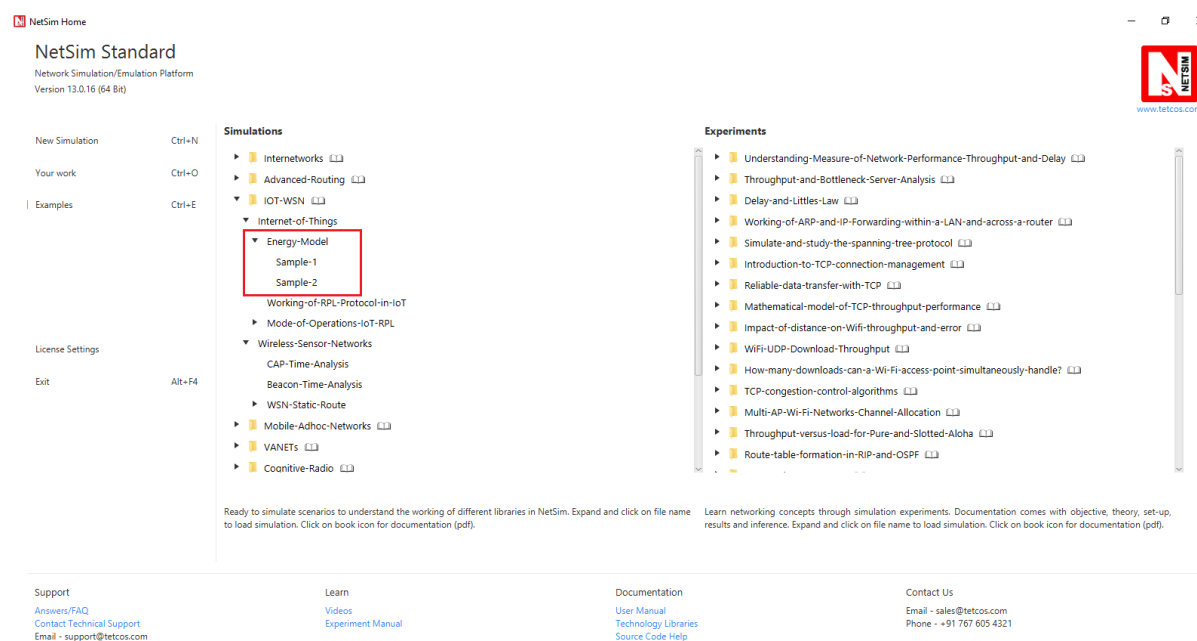 NetSim Home
NetSim Standard
Network Simulation/Emulation Platform
Version 13.0.16 (64 Bit)
N
S
NETSIM
www.tetcos.com
New Simulation Ctrl+N
Your work Ctrl+O
Examples Ctrl+E
License Settings
Exit Alt+F4
Simulations
Internetworks
Advanced-Routing
IOT-WSN
Internet-of-Things
Energy-Model
Sample-1
Sample-2
Working-of-RPL-Protocol-in-IoT
Mode-of-Operations-IoT-RPL
Wireless-Sensor-Networks
CAP-Time-Analysis
Beacon-Time-Analysis
WSN-Static-Route
Mobile-Adhoc-Networks
VANETs
Cognitive-Radio
Ready to simulate scenarios to understand the working of different libraries in NetSim. Expand and click on file name
to load simulation. Click on book icon for documentation (pdf).
Experiments
Understanding-Measure-of-Network-Performance-Throughput-and-Delay
Throughput-and-Bottleneck-Server-Analysis
Delay-and-Littles-Law
Working-of-ARP-and-IP-Forwarding-within-a-LAN-and-across-a-router
Simulate-and-study-the-spanning-tree-protocol
Introduction-to-TCP-connection-management
Reliable-data-transfer-with-TCP
Mathematical-model-of-TCP-throughput-performance
Impact-of-distance-on-Wifi-throughput-and-error
WiFi-UDP-Download-Throughput
How-many-downloads-can-a-Wi-Fi-access-point-simultaneously-handle?
TCP-congestion-control-algorithms
Multi-AP-Wi-Fi-Networks-Channel-Allocation
Throughput-versus-load-for-Pure-and-Slotted-Aloha
Route-table-formation-in-RIP-and-OSPF
Learn networking concepts through simulation experiments. Documentation comes with objective, theory, set-up,
results and inference. Expand and click on file name to load simulation. Click on book icon for documentation (pdf).
Support
Answers/FAQ
Contact Technical Support
Email - support@tetcos.com
Learn
Videos
Experiment Manual
Documentation
User Manual
Technology Libraries
Source Code Help
Contact Us
Email - sales@tetcos.com
Phone - +91 767 605 4321